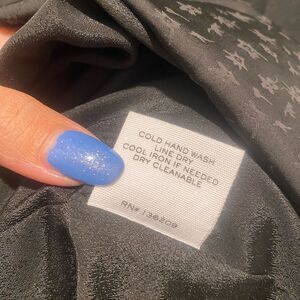 COLD HAND WASH
LINE DRY
COOL IRON IF NEEDED
DRY CLEANABLE
RN# 136209